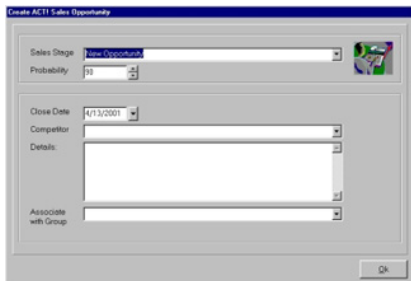 Create ACT! Sales Opportunity
Sales Stage New Opportunity
Probability 90
Close Date 4/13/2001
Competitor
Details:
Associate
with Group
Ok